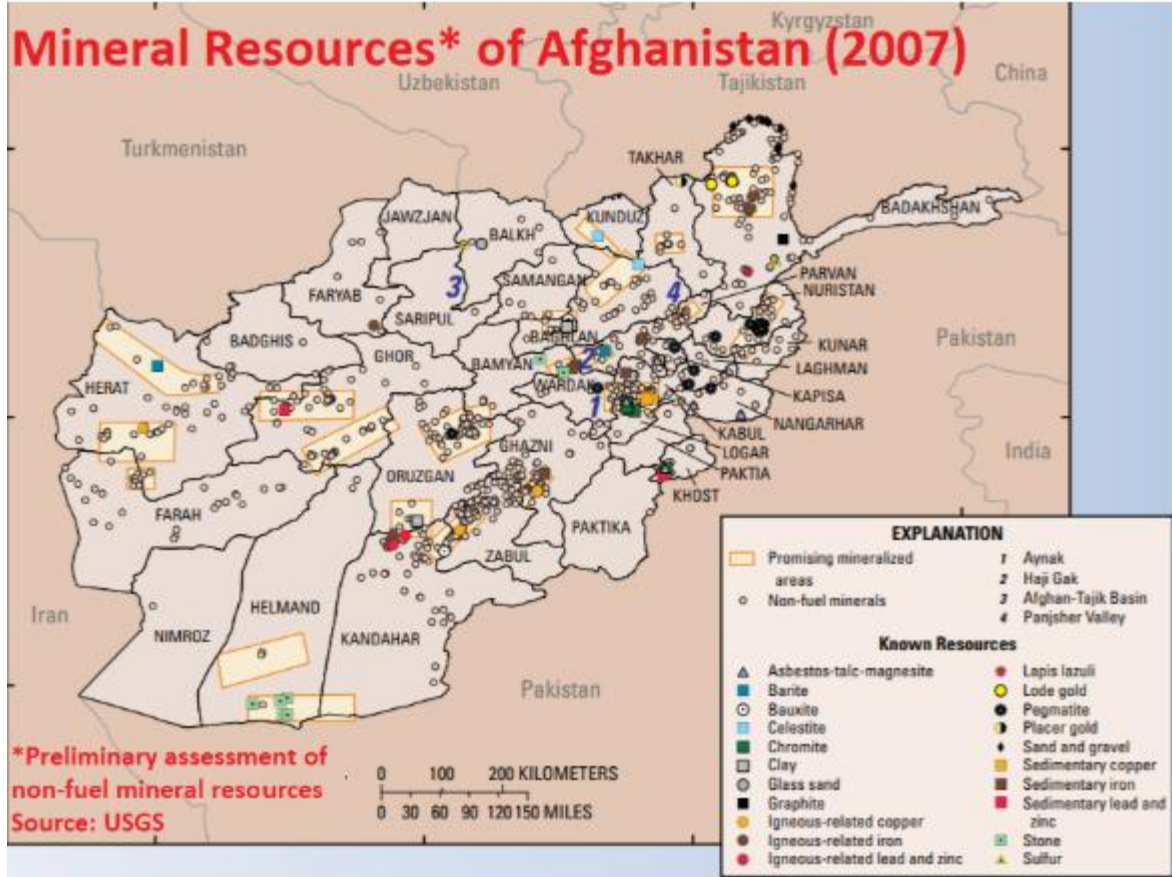 Mineral Resources* of Afghanistan (2007)
Kyrgyzstan
Uzbekistan
Tajikistan
China
Turkmenistan
TAKHAR
BADAKHSHAN
JAWZJAN
BALKH
KUNDUZ
PARVAN
NURISTAN
SAMANGAN
3
4
FARYAB
SARIPUL
BAGHLAN
BADGHIS
Pakistan
KUNAR
GHOR
BAMYAN
2
LAGHMAN
HERAT
WARDAK
KAPISA
1
NANGARHAR
KABUL
GHAZNI
LOGAR
India
PAKTIA
ORUZGAN
KHOST
FARAH
PAKTIKA
ZABUL
Iran
HELMAND
NIMROZ
KANDAHAR
Pakistan
*Preliminary assessment of
non-fuel mineral resources
Source: USGS
0 100 200 KILOMETERS
0 30 60 90 120 150 MILES
EXPLANATION
Promising mineralized
areas
Non-fuel minerals
1 Aynak
2 Haji Gak
3 Afghan-Tajik Basin
4 Panjsher Valley
Known Resources
Asbestos-talc-magnesite
Barite
Bauxite
Celestite
Chromite
Clay
Glass sand
Graphite
Igneous-related copper
Igneous-related iron
Igneous-related lead and zinc
Lapis lazuli
Lode gold
Pegmatite
Placer gold
Sand and gravel
Sedimentary copper
Sedimentary iron
Sedimentary lead and
zinc
Stone
Sulfur